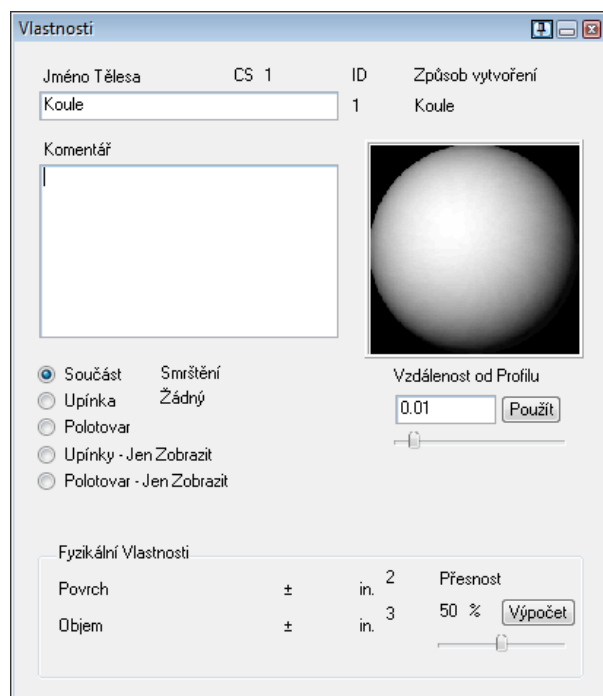 Vlastnosti
Jméno Tělesa CS 1 ID Způsob vytvoření
Koule 1 Koule
Komentář
Součást Smrštění
Upínka Žádný
Polotovar
Upínky - Jen Zobrazit
Polotovar - Jen Zobrazit
Vzdálenost od Profilu
0.01 Použít
Fyzikální Vlastnosti
Povrch ± in. 2 Přesnost
Objem ± in. 3 50 % Výpočet